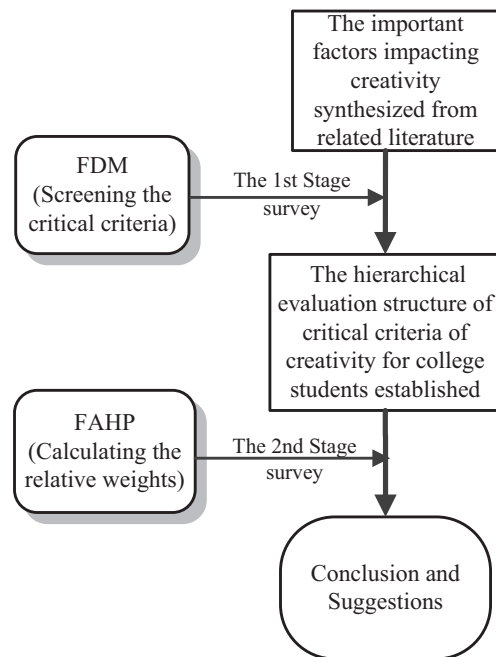 The important
factors impacting
creativity
synthesized from
related literature
FDM
(Screening the
critical criteria)
The 1st Stage
survey
The hierarchical
evaluation structure of
critical criteria of
creativity for college
students established
FAHP
(Calculating the
relative weights)
The 2nd Stage
survey
Conclusion and
Suggestions